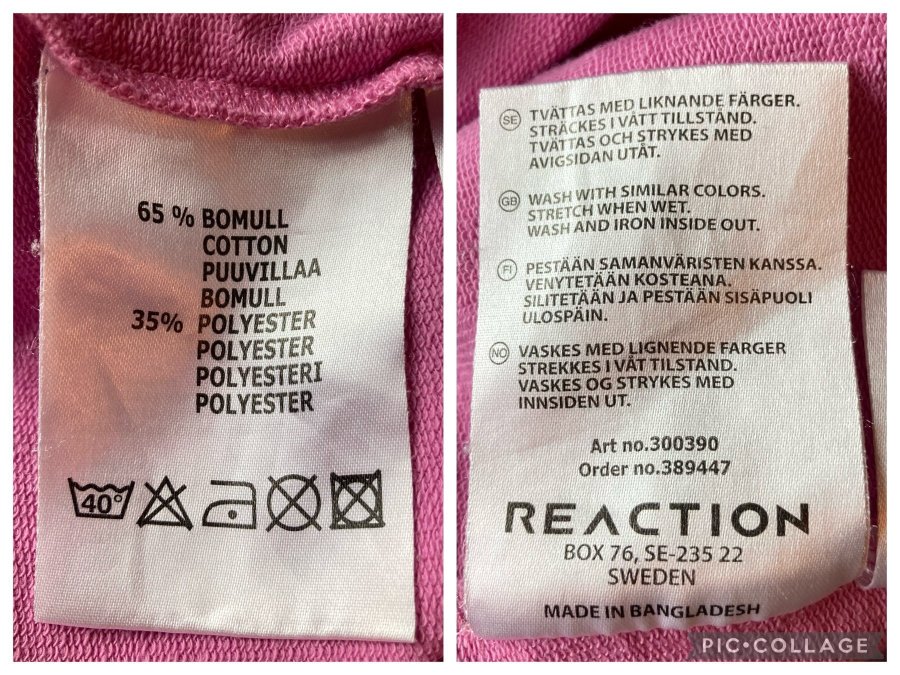 65 % BOMULL
COTTON
PUUVILLAA
BOMULL
35% POLYESTER
POLYESTER
POLYESTERI
POLYESTER
40°
SE TVÄTTAS MED LIKNANDE FÄRGER.
STRÄCKES I VÅTT TILLSTÅND.
TVÄTTAS OCH STRYKES MED
AVIGSIDAN UTÅT.
GB WASH WITH SIMILAR COLORS.
STRETCH WHEN WET.
WASH AND IRON INSIDE OUT.
FI PESTÄÄN SAMANVÄRISTEN KANSSA.
VENYTETÄÄN KOSTEANA.
SILITETÄÄN JA PESTÄÄN SISÄPUOLI
ULOSPÄIN.
NO VASKES MED LIGNENDE FARGER
STREKKES I VÅT TILSTAND.
VASKES OG STRYKES MED
INNSIDEN UT.
Art no.300390
Order no.389447
REACTION
BOX 76, SE-235 22
SWEDEN
MADE IN BANGLADESH
PIC•COLLAGE